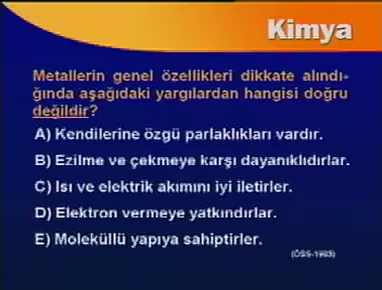 Kimya
Metallerin genel özellikleri dikkate alındı-
ğında aşağıdaki yargılardan hangisi doğru
değildir?
A) Kendilerine özgü parlaklıkları vardır.
B) Ezilme ve çekmeye karşı dayanıklıdırlar.
C) Isı ve elektrik akımını iyi iletirler.
D) Elektron vermeye yatkındırlar.
E) Moleküllü yapıya sahiptirler.
(ÖSS-1983)